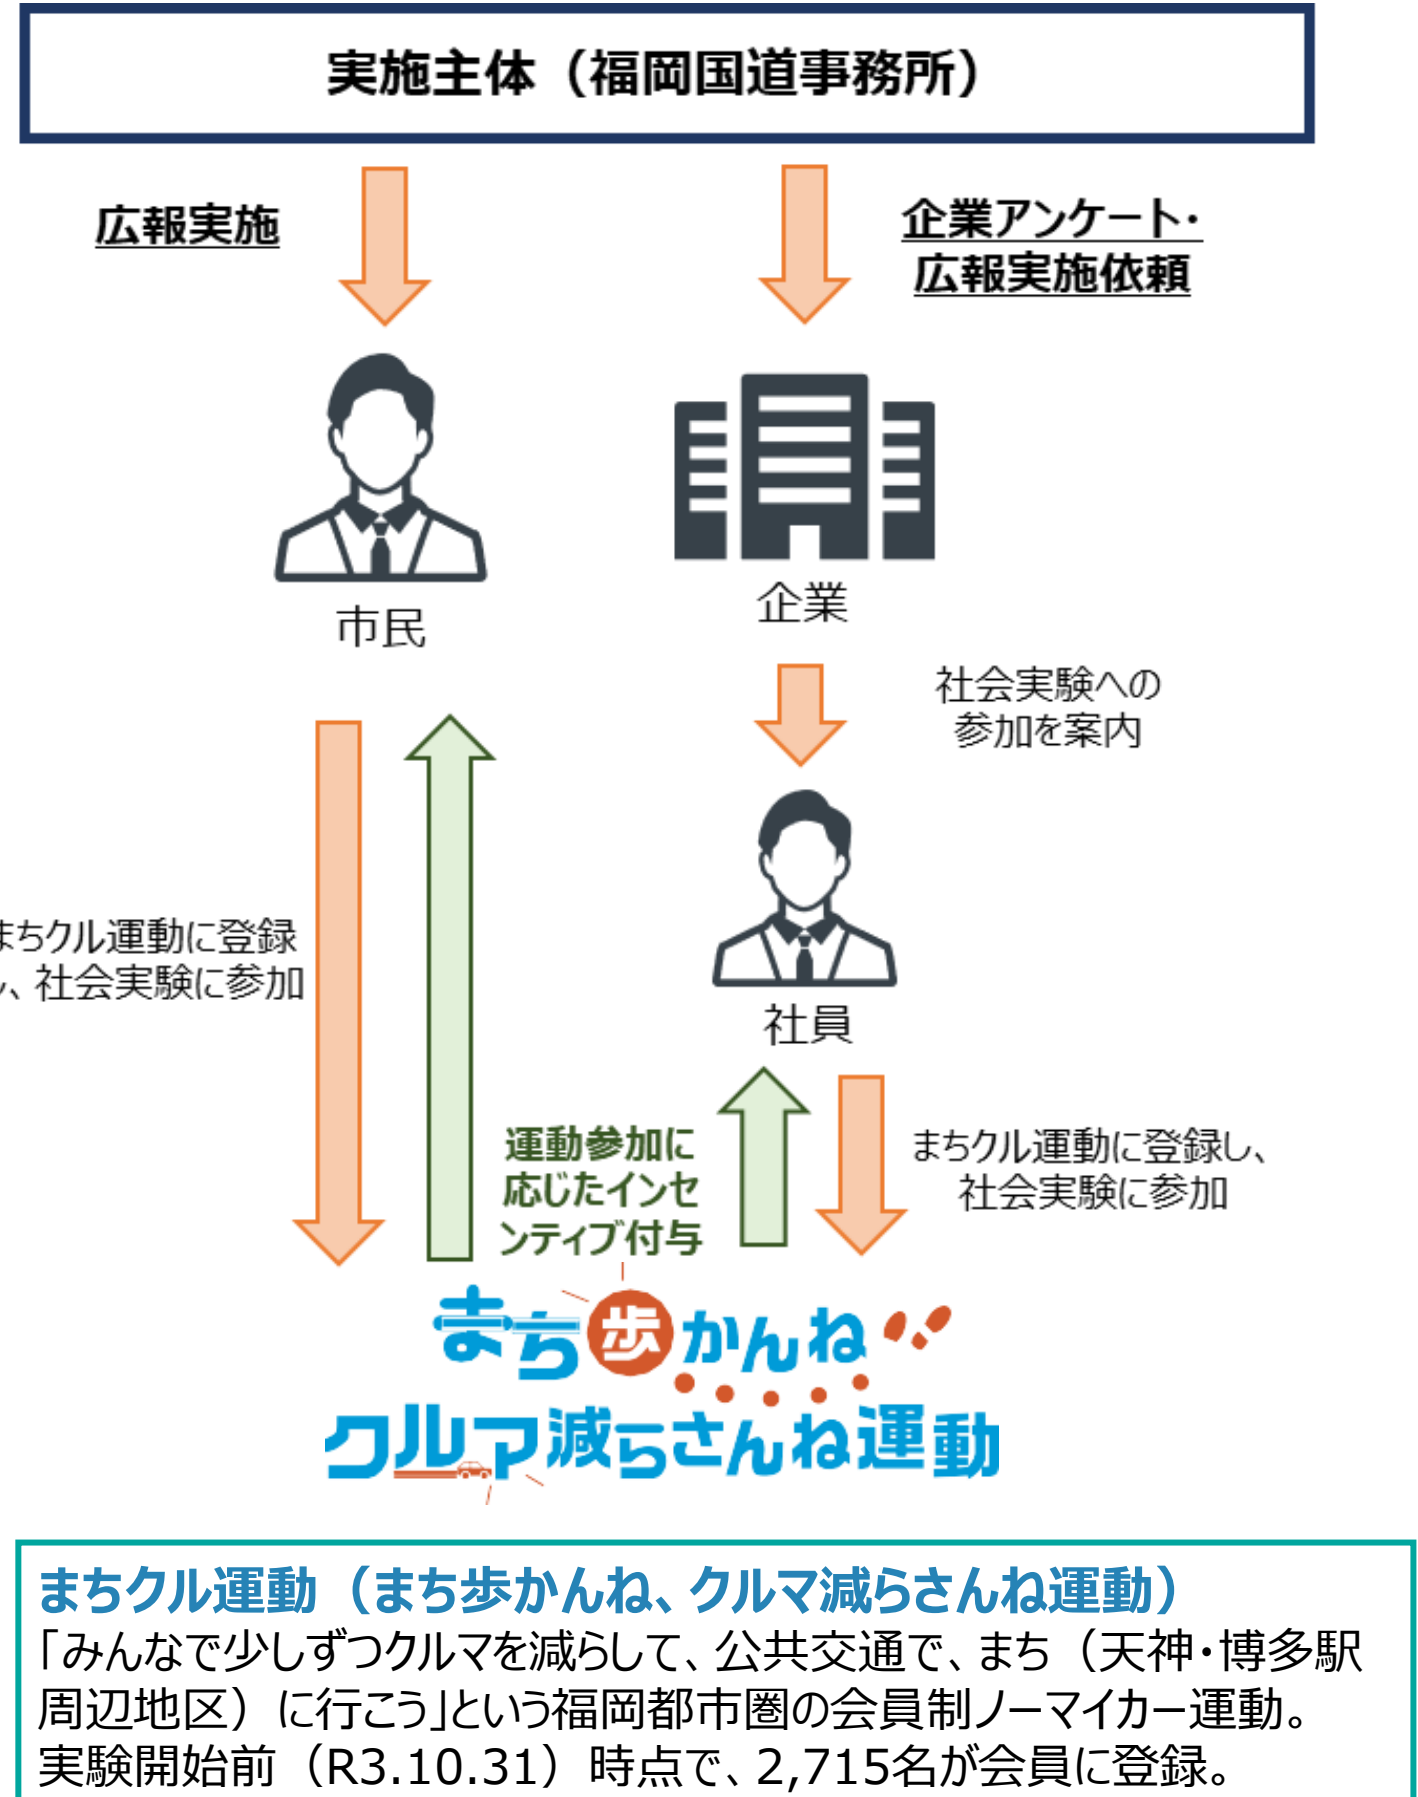 実施主体（福岡国道事務所）
広報実施
企業アンケート・
広報実施依頼
市民
企業
社会実験への
参加を案内
社員
まちクル運動に登録
し、社会実験に参加
運動参加に
応じたインセ
ンティブ付与
まちクル運動に登録し、
社会実験に参加
まち歩かんね
クルマ減らさんね運動
まちクル運動（まち歩かんね、クルマ減らさんね運動）
「みんなで少しずつクルマを減らして、公共交通で、まち（天神・博多駅
周辺地区）に行こう」という福岡都市圏の会員制ノーマイカー運動。
実験開始前（R3.10.31）時点で、2,715名が会員に登録。